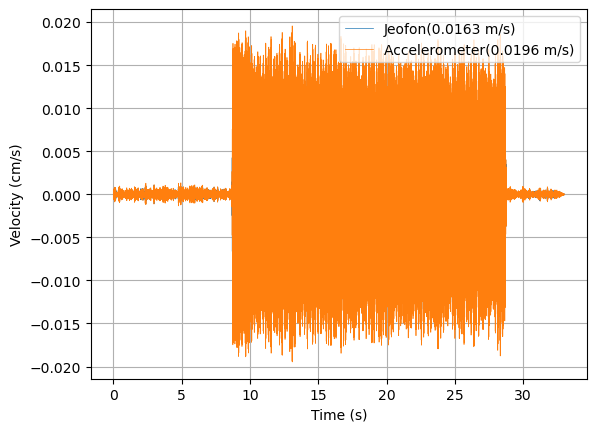 Jeofon(0.0163 m/s)
Accelerometer(0.0196 m/s)
0.020
0.015
0.010
0.005
0.000
−0.005
−0.010
−0.015
−0.020
Velocity (cm/s)
0 5 10 15 20 25 30
Time (s)